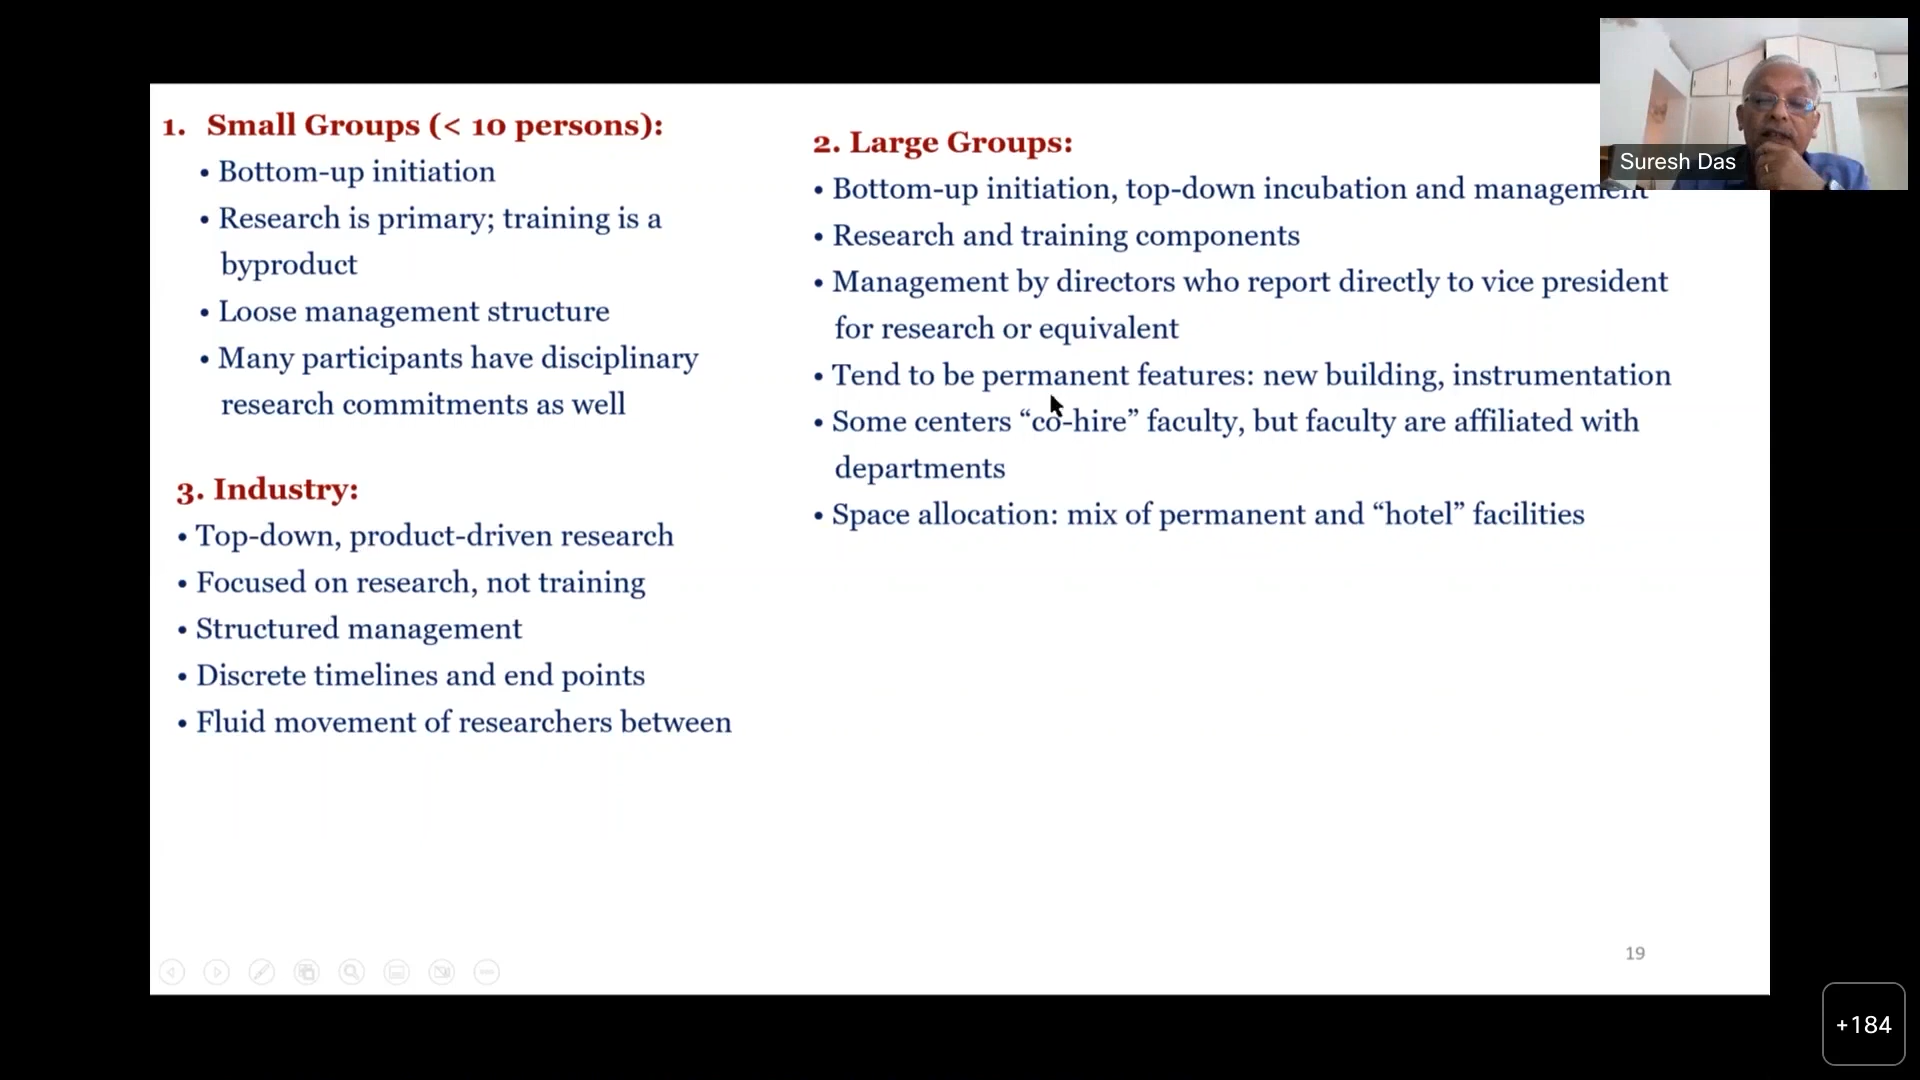 1. Small Groups (< 10 persons):
• Bottom-up initiation
• Research is primary; training is a
byproduct
• Loose management structure
• Many participants have disciplinary
research commitments as well
3. Industry:
• Top-down, product-driven research
• Focused on research, not training
• Structured management
• Discrete timelines and end points
• Fluid movement of researchers between
2. Large Groups:
• Bottom-up initiation, top-down incubation and management
• Research and training components
• Management by directors who report directly to vice president
for research or equivalent
• Tend to be permanent features: new building, instrumentation
• Some centers “co-hire” faculty, but faculty are affiliated with
departments
• Space allocation: mix of permanent and “hotel” facilities
19
Suresh Das
+184